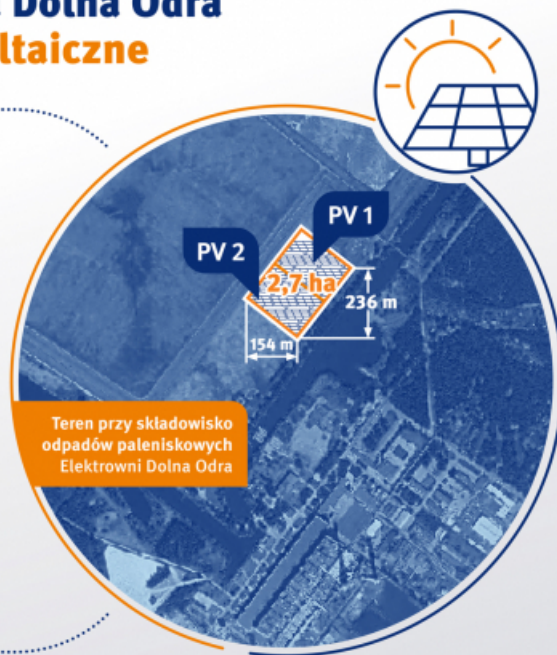 Dolna Odra
ltaiczne
PV 1
PV 2
2,7 ha
236 m
154 m
Teren przy składowisko
odpadów paleniskowych
Elektrowni Dolna Odra